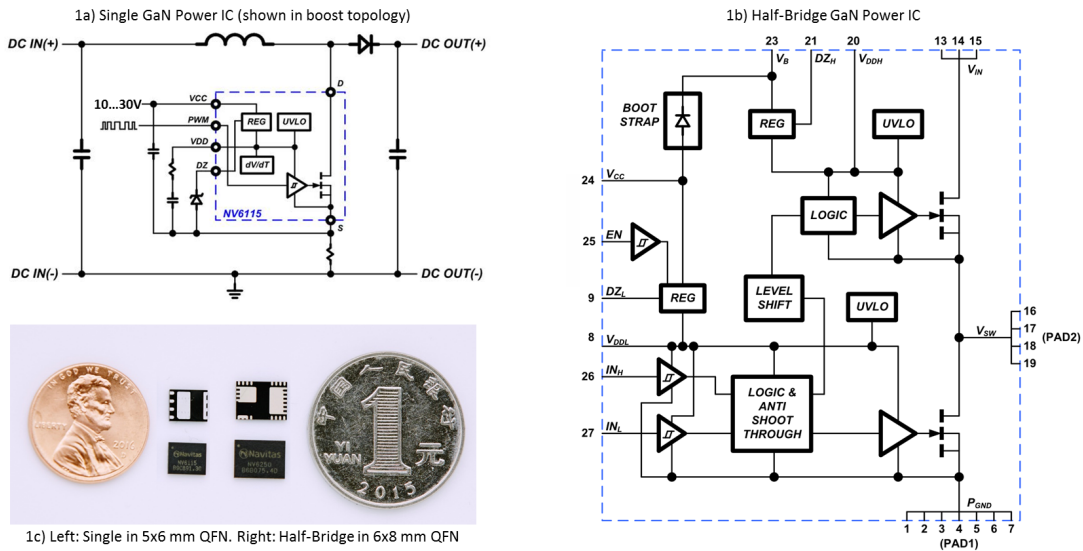 1a) Single GaN Power IC (shown in boost topology)
DC IN(+)
DC OUT(+)
D
10...30V
VCC
PWM
VDD
DZ
REG
UVLO
dV/dT
NV6115
S
DC IN(-)
DC OUT(-)
1b) Half-Bridge GaN Power IC
23
21
20
13 14 15
VB
DZH
VDDH
VIN
BOOT
STRAP
REG
UVLO
24
VCC
LOGIC
25
EN
9
DZL
REG
LEVEL
SHIFT
UVLO
8
VDDL
VSW
16
17
18
19
(PAD2)
26
INH
27
INL
LOGIC &
ANTI
SHOOT
THROUGH
PGND
1 2 3 4 5 6 7
(PAD1)
IN GOD WE TRUST
LIBERTY
Navitas
NV6115
Navitas
NV6250
中国人民银行
1
YI
YUAN
元
2015
1c) Left: Single in 5x6 mm QFN. Right: Half-Bridge in 6x8 mm QFN